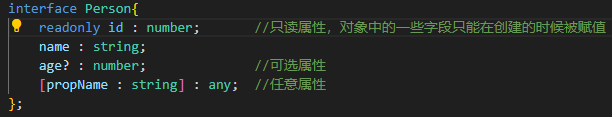 interface Person{
readonly id : number; //只读属性，对象中的一些字段只能在创建的时候被赋值
name : string;
age? : number; //可选属性
[propName : string] : any; //任意属性
};